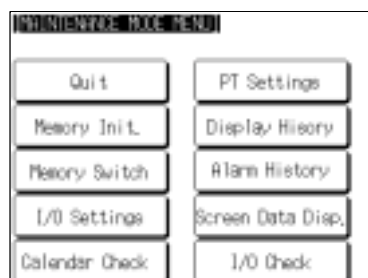 [MAINTENANCE MODE MENU]
Quit
PT Settings
Memory Init.
Display Hisory
Memory Switch
Alarm History
I/O Settings
Screen Data Disp.
Calendar Check
I/O Check